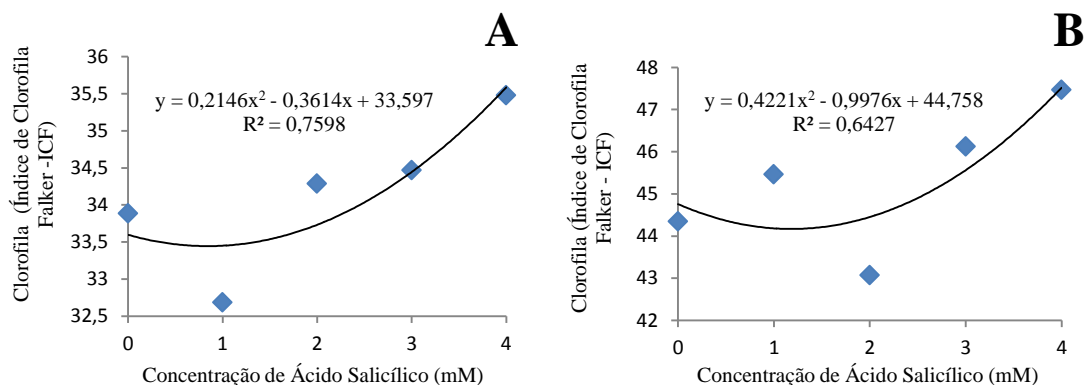 A
36
35,5
35
34,5
34
33,5
33
32,5
y = 0,2146x² - 0,3614x + 33,597
R² = 0,7598
Clorofila (Índice de Clorofila
Falker -ICF)
0 1 2 3 4
Concentração de Ácido Salicílico (mM)
B
48
47
46
45
44
43
42
y = 0,4221x² - 0,9976x + 44,758
R² = 0,6427
Clorofila (Índice de Clorofila
Falker - ICF)
0 1 2 3 4
Concentração de Ácido Salicílico (mM)